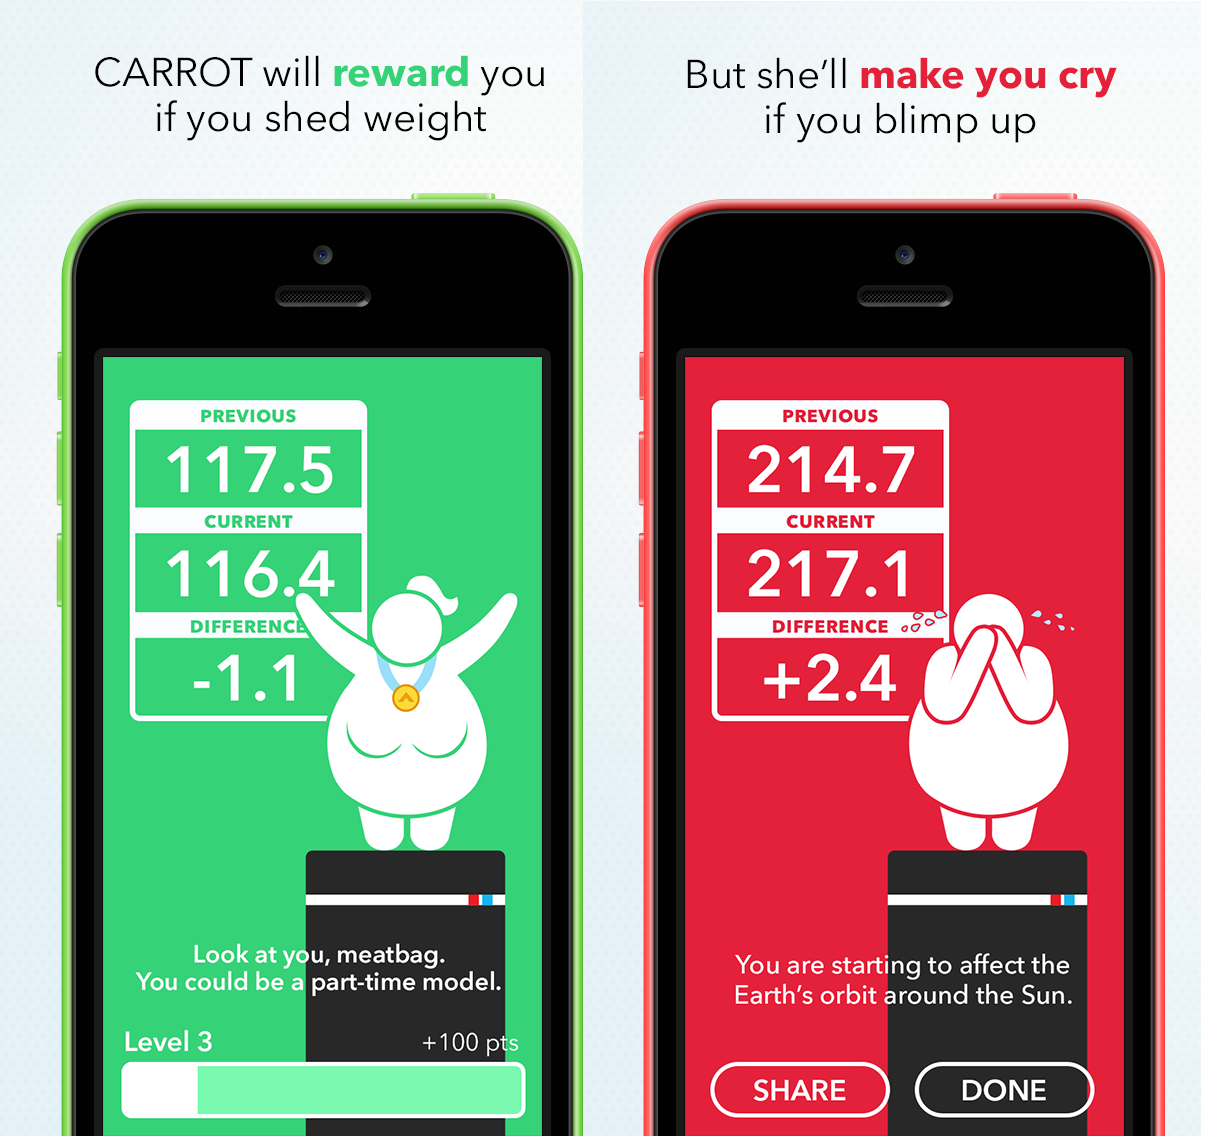 CARROT will reward you
if you shed weight
PREVIOUS
117.5
CURRENT
116.4
DIFFERENCE
-1.1
Look at you, meatbag.
You could be a part-time model.
Level 3
+100 pts
But she'll make you cry
if you blimp up
PREVIOUS
214.7
CURRENT
217.1
DIFFERENCE
+2.4
You are starting to affect the
Earth's orbit around the Sun.
SHARE
DONE